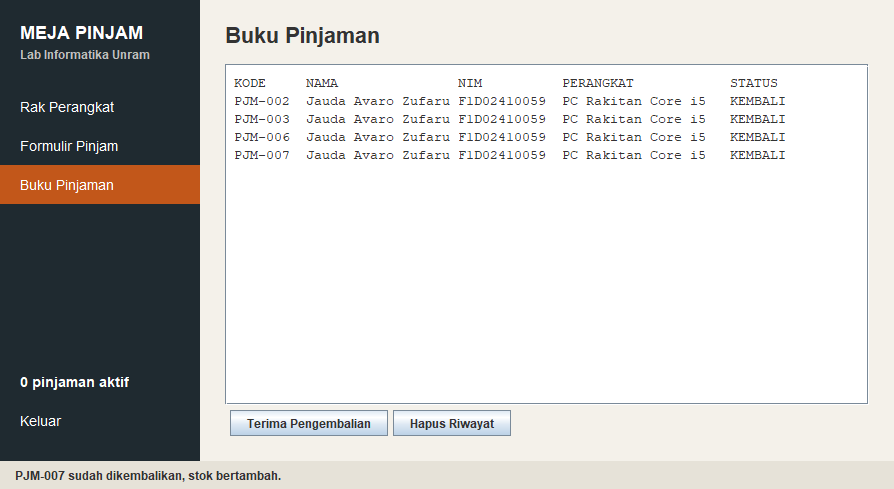 MEJA PINJAM
Lab Informatika Unram
Rak Perangkat
Formulir Pinjam
Buku Pinjaman
0 pinjaman aktif
Keluar
Buku Pinjaman
KODE NAMA NIM PERANGKAT STATUS
PJM-002 Jauda Avaro Zufaru F1D02410059 PC Rakitan Core i5 KEMBALI
PJM-003 Jauda Avaro Zufaru F1D02410059 PC Rakitan Core i5 KEMBALI
PJM-006 Jauda Avaro Zufaru F1D02410059 PC Rakitan Core i5 KEMBALI
PJM-007 Jauda Avaro Zufaru F1D02410059 PC Rakitan Core i5 KEMBALI
Terima Pengembalian
Hapus Riwayat
PJM-007 sudah dikembalikan, stok bertambah.